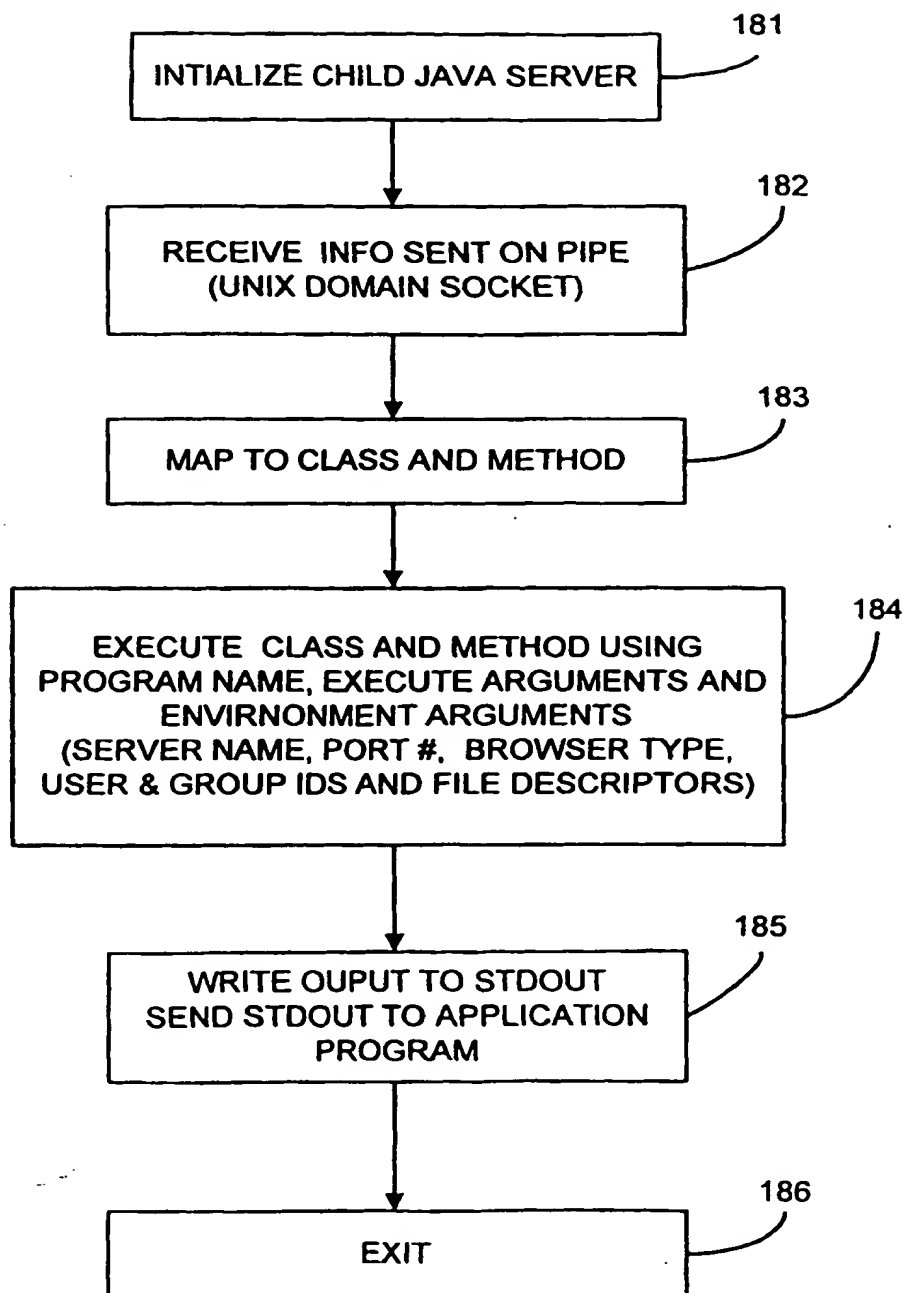 181
INTIALIZE CHILD JAVA SERVER
182
RECEIVE INFO SENT ON PIPE
(UNIX DOMAIN SOCKET)
183
MAP TO CLASS AND METHOD
184
EXECUTE CLASS AND METHOD USING
PROGRAM NAME, EXECUTE ARGUMENTS AND
ENVIRNONMENT ARGUMENTS
(SERVER NAME, PORT #, BROWSER TYPE,
USER & GROUP IDS AND FILE DESCRIPTORS)
185
WRITE OUPUT TO STDOUT
SEND STDOUT TO APPLICATION
PROGRAM
186
EXIT